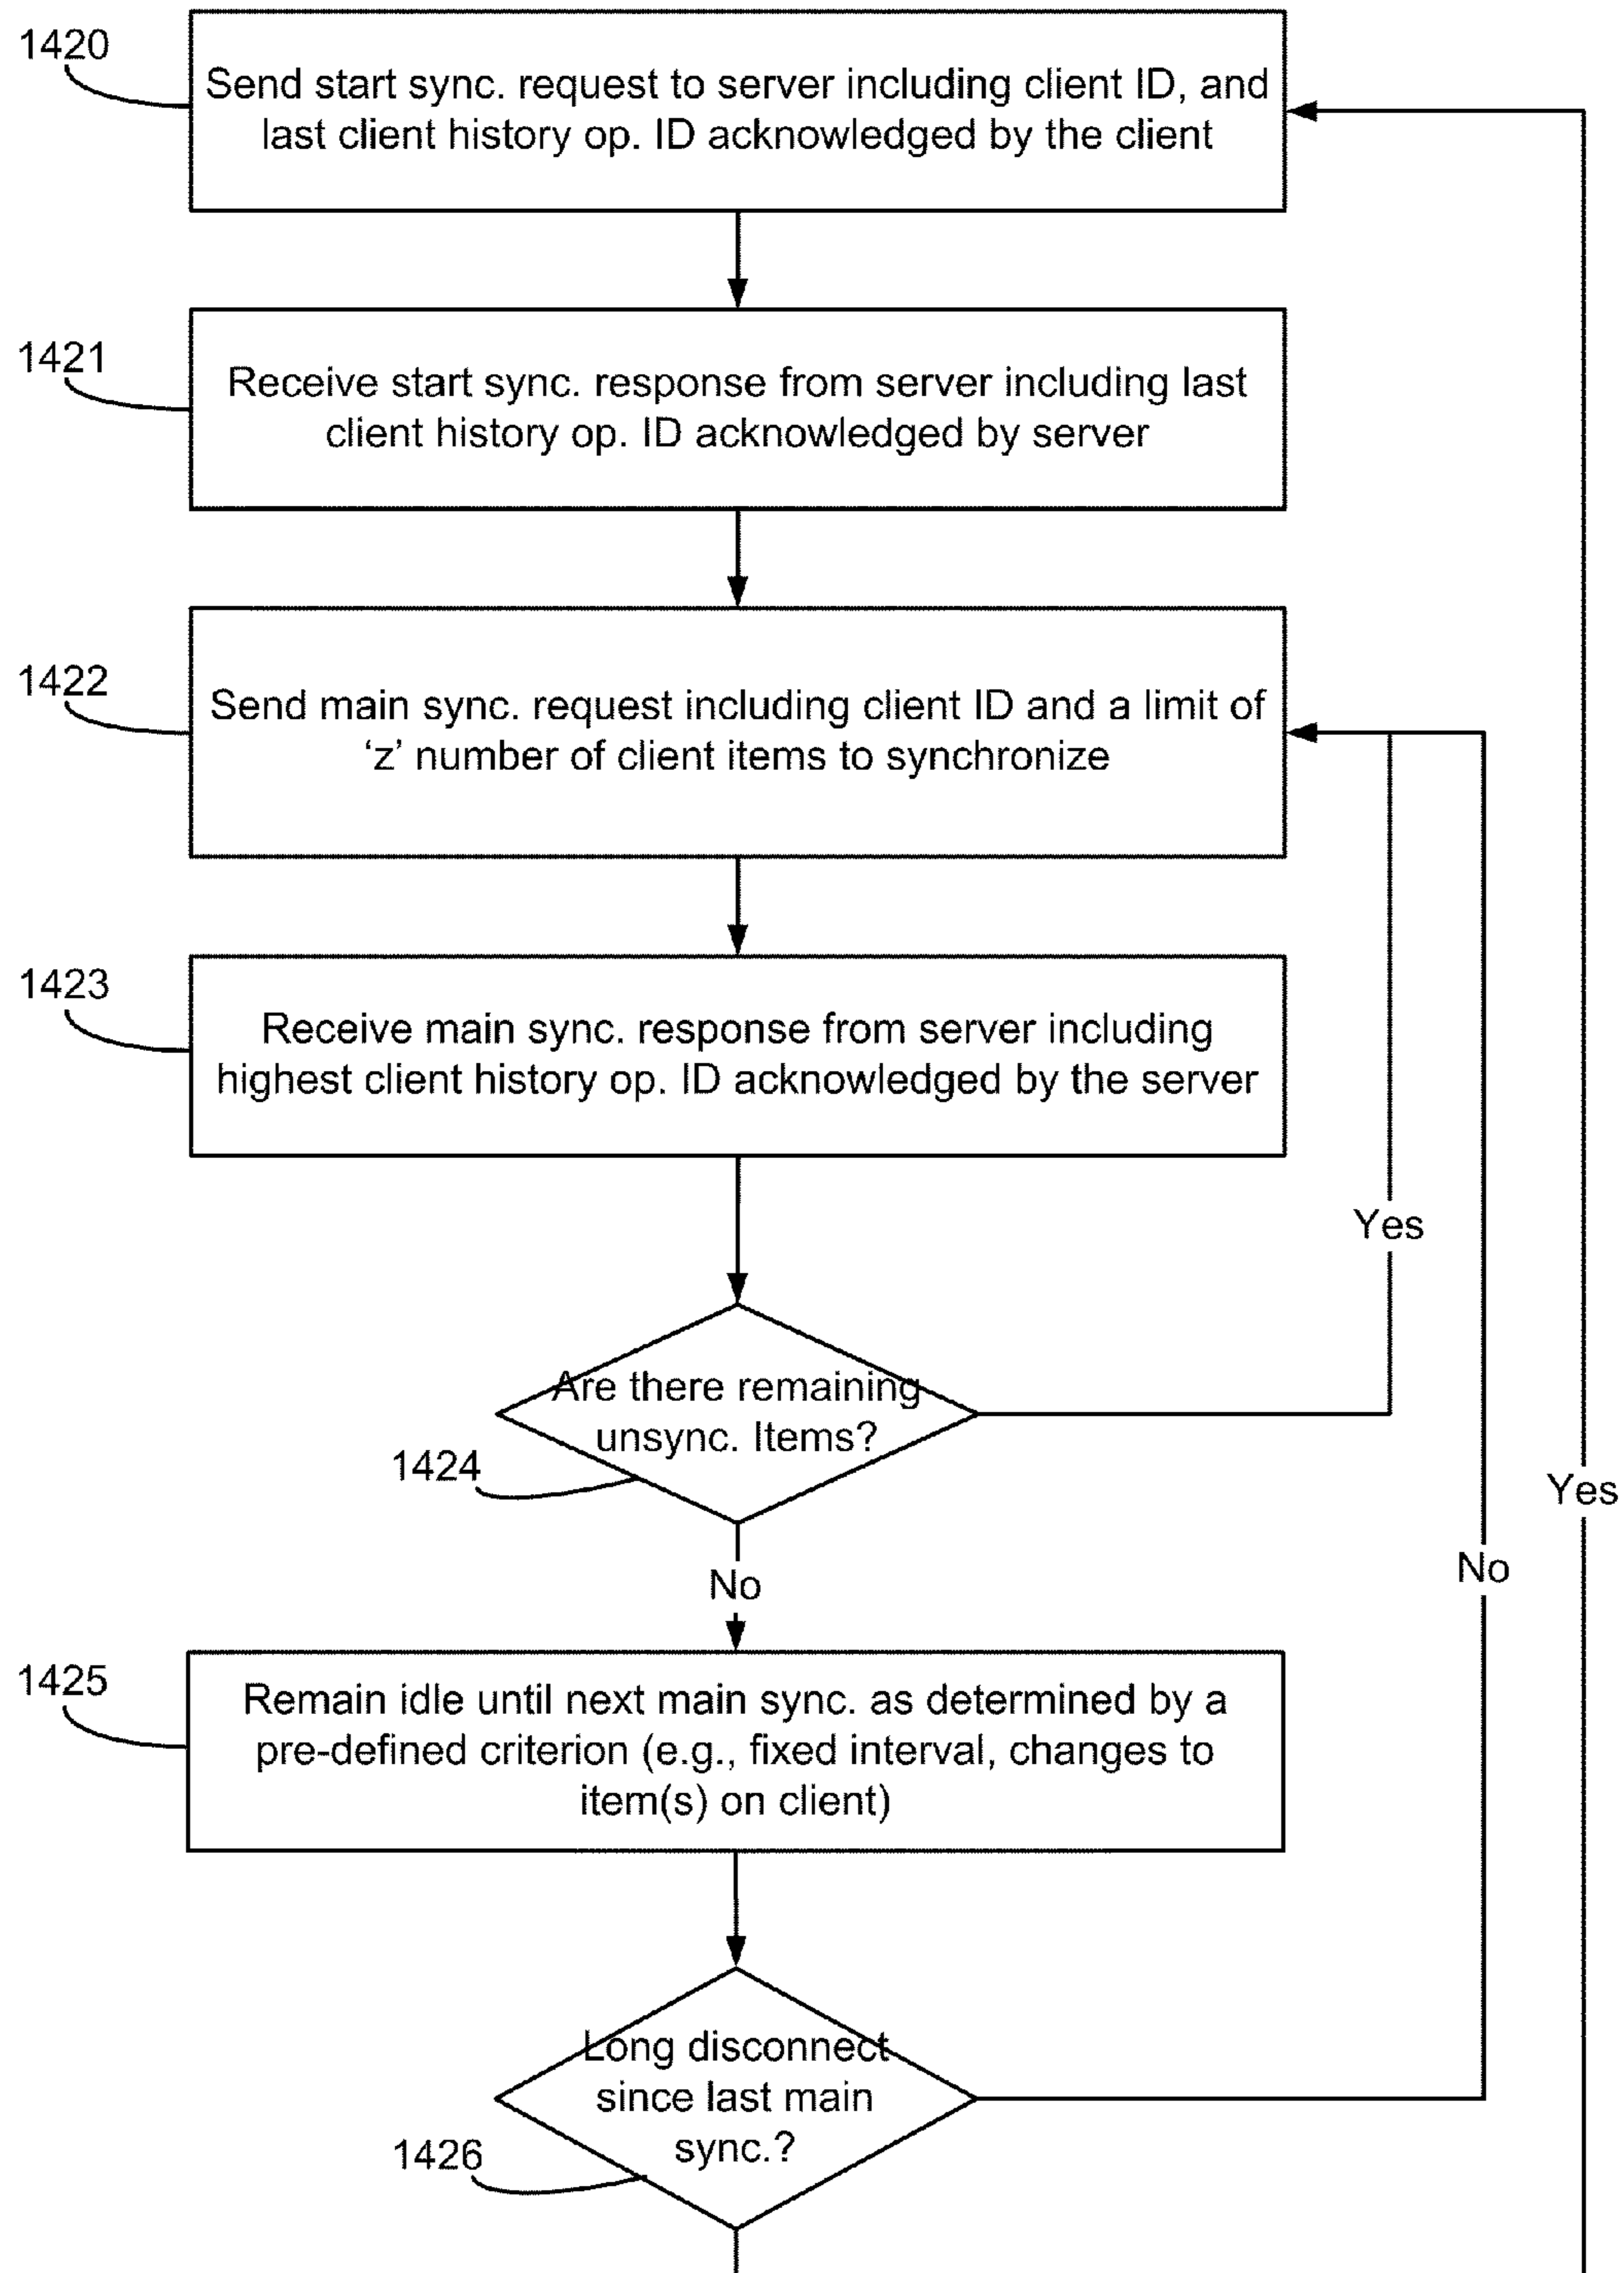 1420
Send start sync. request to server including client ID, and
last client history op. ID acknowledged by the client
1421
Receive start sync. response from server including last
client history op. ID acknowledged by server
1422
Send main sync. request including client ID and a limit of
‘z’ number of client items to synchronize
1423
Receive main sync. response from server including
highest client history op. ID acknowledged by the server
Yes
Are there remaining
unsync. Items?
1424
Yes
No
No
1425
Remain idle until next main sync. as determined by a
pre-defined criterion (e.g., fixed interval, changes to
item(s) on client)
Long disconnect
since last main
sync.?
1426